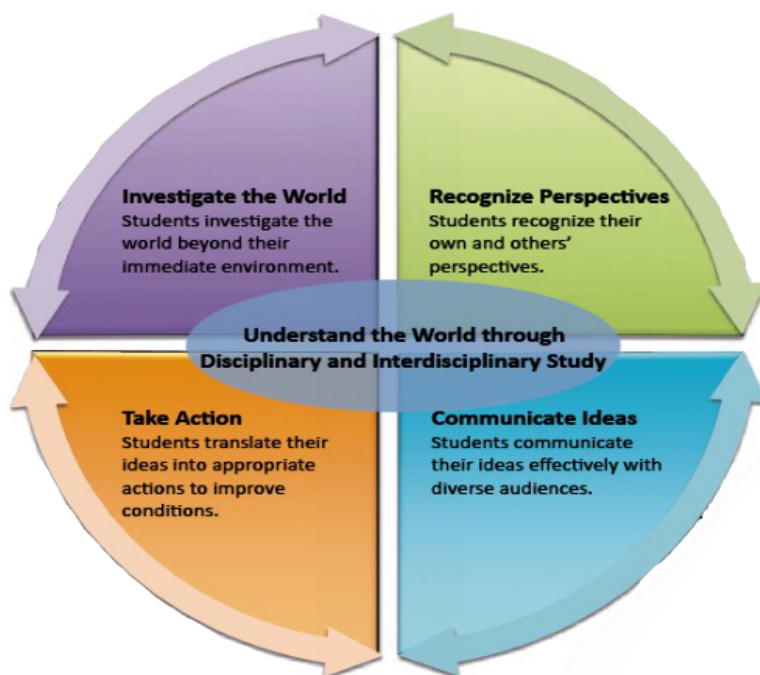 Investigate the World
Students investigate the
world beyond their
immediate environment.
Recognize Perspectives
Students recognize their
own and others’
perspectives.
Understand the World through
Disciplinary and Interdisciplinary Study
Take Action
Students translate their
ideas into appropriate
actions to improve
conditions.
Communicate Ideas
Students communicate
their ideas effectively with
diverse audiences.